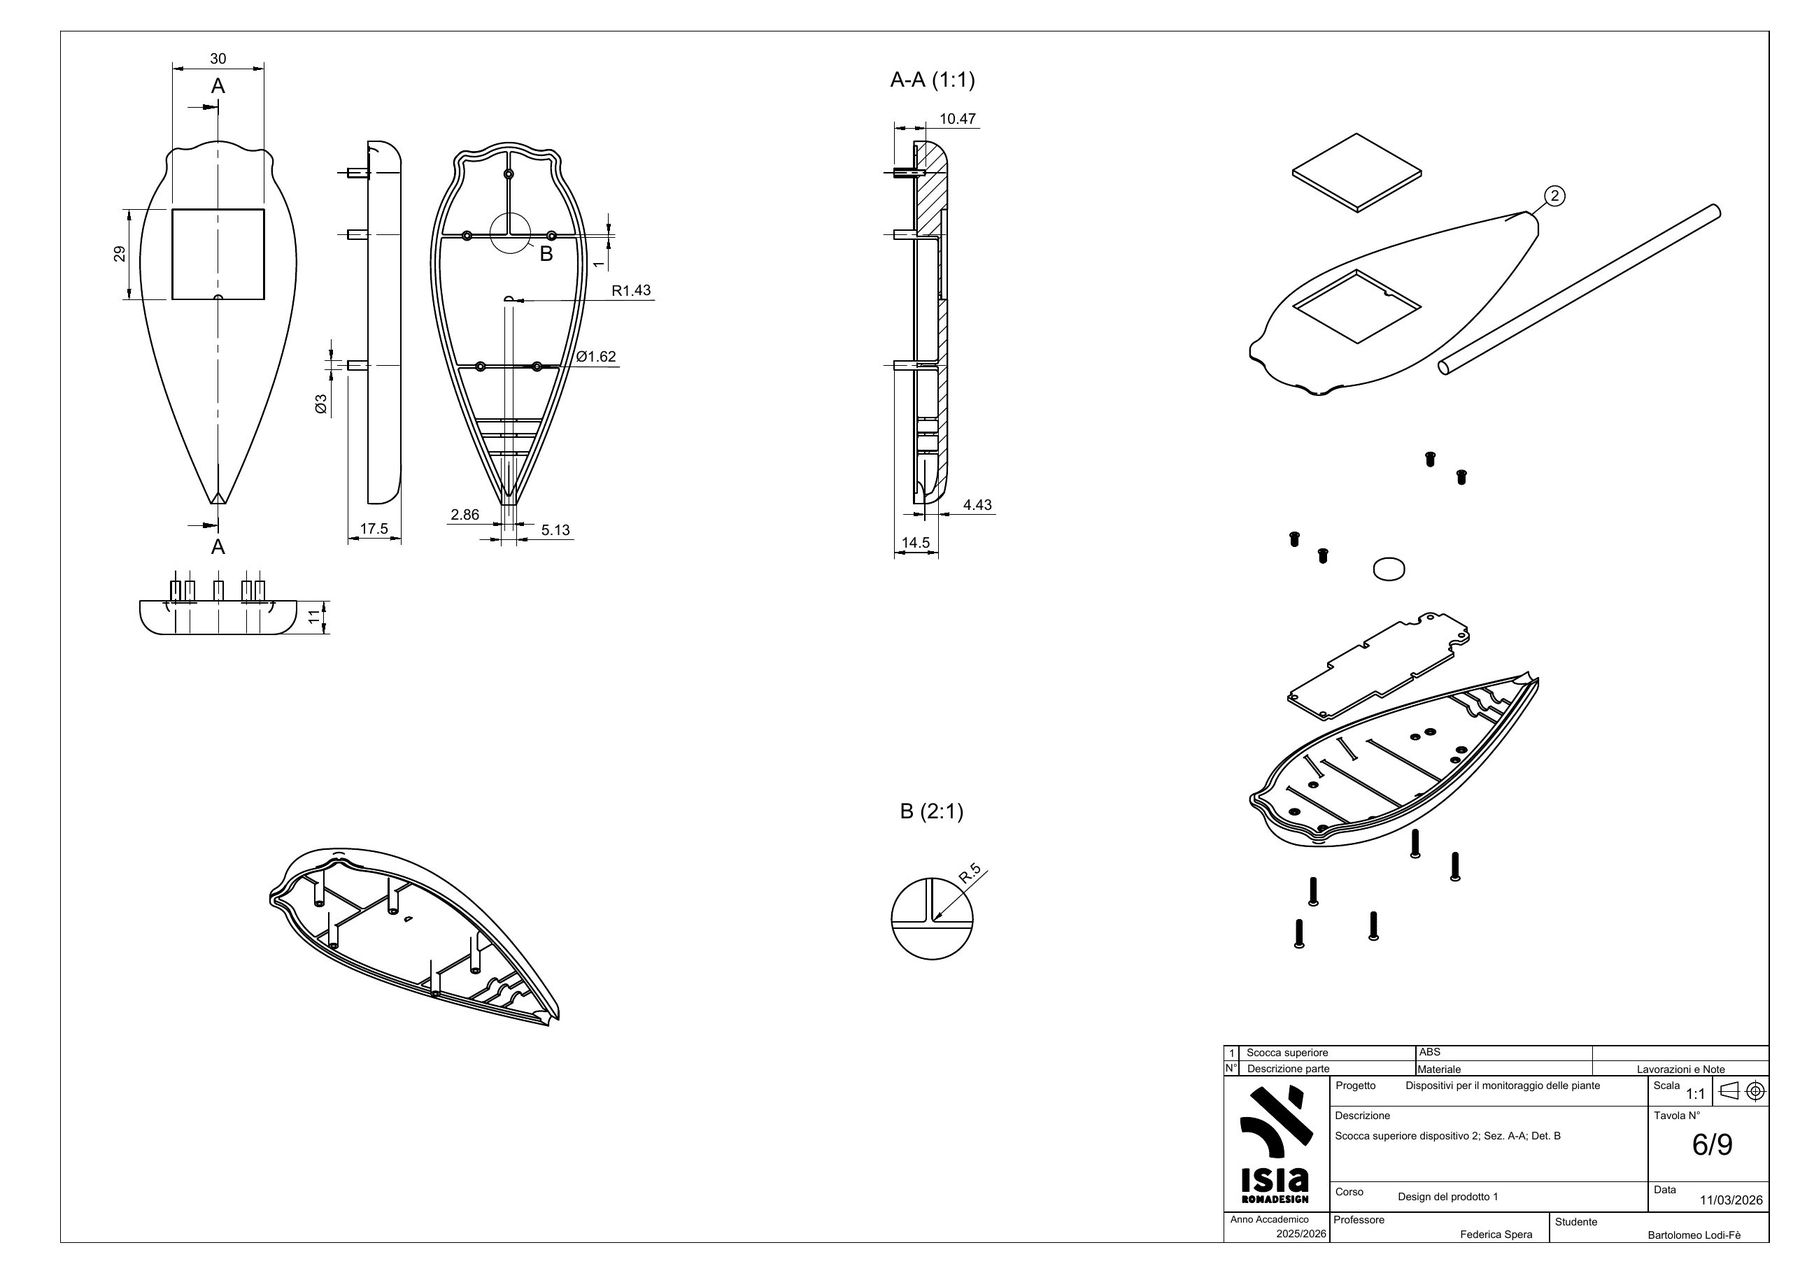 30
A
A-A (1:1)
10.47
2
29
B
1
R1.43
Ø1.62
Ø3
2.86
5.13
17.5
4.43
14.5
A
11
B (2:1)
R.5
1 Scocca superiore ABS
N° Descrizione parte Materiale Lavorazioni e Note
Progetto Dispositivi per il monitoraggio delle piante Scala 1:1
Descrizione Tavola N°
Scocca superiore dispositivo 2; Sez. A-A; Det. B 6/9
ISIA
ROMADESIGN
Corso Design del prodotto 1 Data 11/03/2026
Anno Accademico Professore Studente
2025/2026 Federica Spera Bartolomeo Lodi-Fè